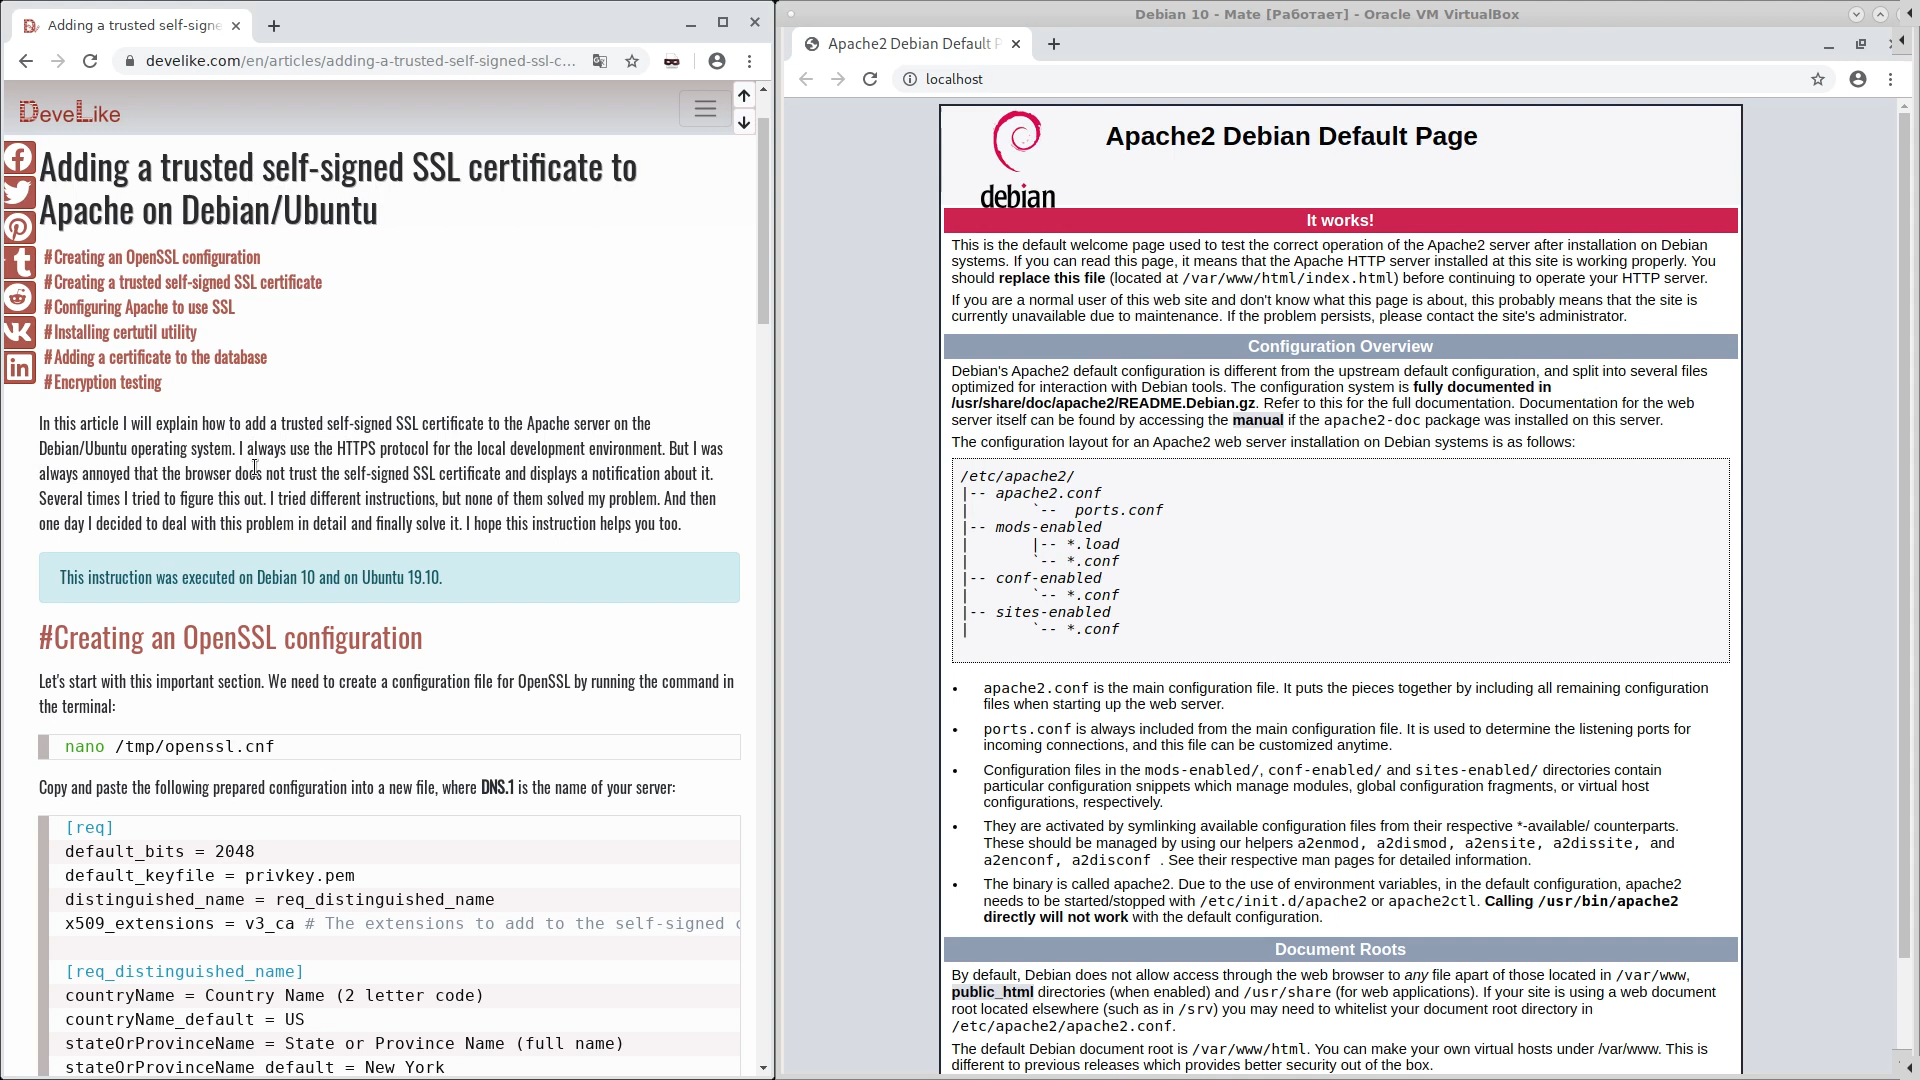 Adding a trusted self-signe
develike.com/en/articles/adding-a-trusted-self-signed-ssl-c...
DeveLike
Adding a trusted self-signed SSL certificate to
Apache on Debian/Ubuntu
#Creating an OpenSSL configuration
#Creating a trusted self-signed SSL certificate
#Configuring Apache to use SSL
#Installing certutil utility
#Adding a certificate to the database
#Encryption testing
In this article I will explain how to add a trusted self-signed SSL certificate to the Apache server on the
Debian/Ubuntu operating system. I always use the HTTPS protocol for the local development environment. But I was
always annoyed that the browser does not trust the self-signed SSL certificate and displays a notification about it.
Several times I tried to figure this out. I tried different instructions, but none of them solved my problem. And then
one day I decided to deal with this problem in detail and finally solve it. I hope this instruction helps you too.
This instruction was executed on Debian 10 and on Ubuntu 19.10.
#Creating an OpenSSL configuration
Let's start with this important section. We need to create a configuration file for OpenSSL by running the command in
the terminal:
nano /tmp/openssl.cnf
Copy and paste the following prepared configuration into a new file, where DNS.1 is the name of your server:
[req]
default_bits = 2048
default_keyfile = privkey.pem
distinguished_name = req_distinguished_name
x509_extensions = v3_ca # The extensions to add to the self-signed c
[req_distinguished_name]
countryName = Country Name (2 letter code)
countryName_default = US
stateOrProvinceName = State or Province Name (full name)
stateOrProvinceName_default = New York
Debian 10 - Mate [Работает] - Oracle VM VirtualBox
Apache2 Debian Default P
localhost
debian
Apache2 Debian Default Page
It works!
This is the default welcome page used to test the correct operation of the Apache2 server after installation on Debian
systems. If you can read this page, it means that the Apache HTTP server installed at this site is working properly. You
should replace this file (located at /var/www/html/index.html) before continuing to operate your HTTP server.
If you are a normal user of this web site and don't know what this page is about, this probably means that the site is
currently unavailable due to maintenance. If the problem persists, please contact the site's administrator.
Configuration Overview
Debian's Apache2 default configuration is different from the upstream default configuration, and split into several files
optimized for interaction with Debian tools. The configuration system is fully documented in
/usr/share/doc/apache2/README.Debian.gz. Refer to this for the full documentation. Documentation for the web
server itself can be found by accessing the manual if the apache2-doc package was installed on this server.
The configuration layout for an Apache2 web server installation on Debian systems is as follows:
/etc/apache2/
|-- apache2.conf
|       `--  ports.conf
|-- mods-enabled
|       |-- *.load
|       `-- *.conf
|-- conf-enabled
|       `-- *.conf
|-- sites-enabled
|       `-- *.conf
• apache2.conf is the main configuration file. It puts the pieces together by including all remaining configuration
files when starting up the web server.
• ports.conf is always included from the main configuration file. It is used to determine the listening ports for
incoming connections, and this file can be customized anytime.
• Configuration files in the mods-enabled/, conf-enabled/ and sites-enabled/ directories contain
particular configuration snippets which manage modules, global configuration fragments, or virtual host
configurations, respectively.
• They are activated by symlinking available configuration files from their respective *-available/ counterparts.
These should be managed by using our helpers a2enmod, a2dismod, a2ensite, a2dissite, and
a2enconf, a2disconf . See their respective man pages for detailed information.
• The binary is called apache2. Due to the use of environment variables, in the default configuration, apache2
needs to be started/stopped with /etc/init.d/apache2 or apache2ctl. Calling /usr/bin/apache2
directly will not work with the default configuration.
Document Roots
By default, Debian does not allow access through the web browser to any file apart of those located in /var/www,
public_html directories (when enabled) and /usr/share (for web applications). If your site is using a web document
root located elsewhere (such as in /srv) you may need to whitelist your document root directory in
/etc/apache2/apache2.conf.
The default Debian document root is /var/www/html. You can make your own virtual hosts under /var/www. This is
different to previous releases which provides better security out of the box.